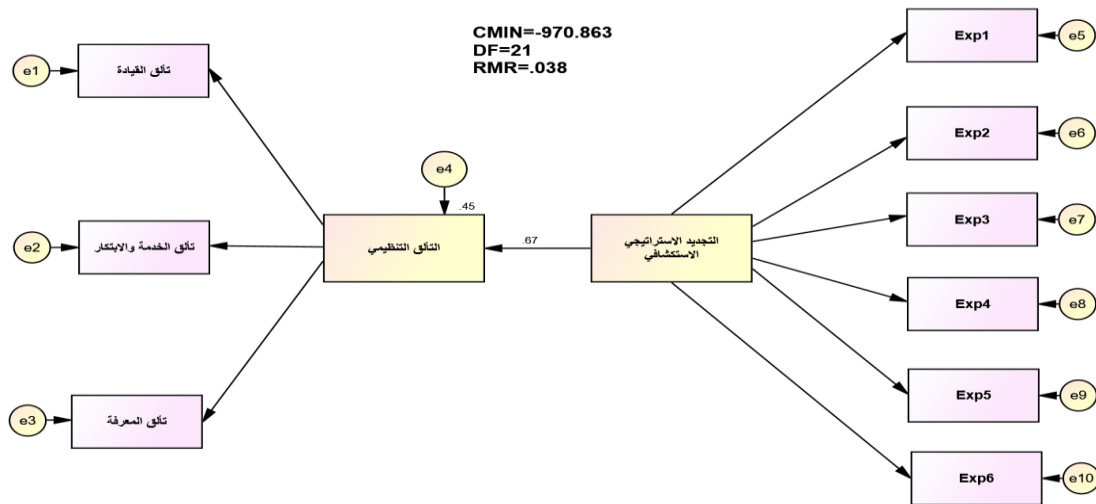 CMIN=-970.863
DF=21
RMR=.038
e1
تألق القيادة
e2
تألق الخدمة والابتكار
e3
تألق المعرفة
e4
.45
التألق التنظيمي
.67
التجديد الاستراتيجي
الاستكشافي
Exp1
e5
Exp2
e6
Exp3
e7
Exp4
e8
Exp5
e9
Exp6
e10